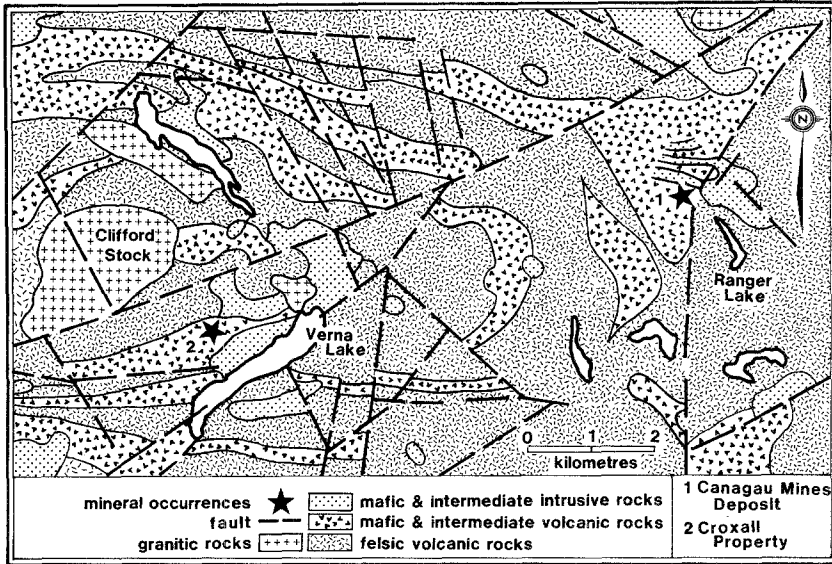 N
1
Clifford
Stock
Ranger
Lake
2
Verna
Lake
0 1 2
kilometres
mineral occurrences
mafic & intermediate intrusive rocks
fault
mafic & intermediate volcanic rocks
granitic rocks
felsic volcanic rocks
1 Canagau Mines
Deposit
2 Croxall
Property